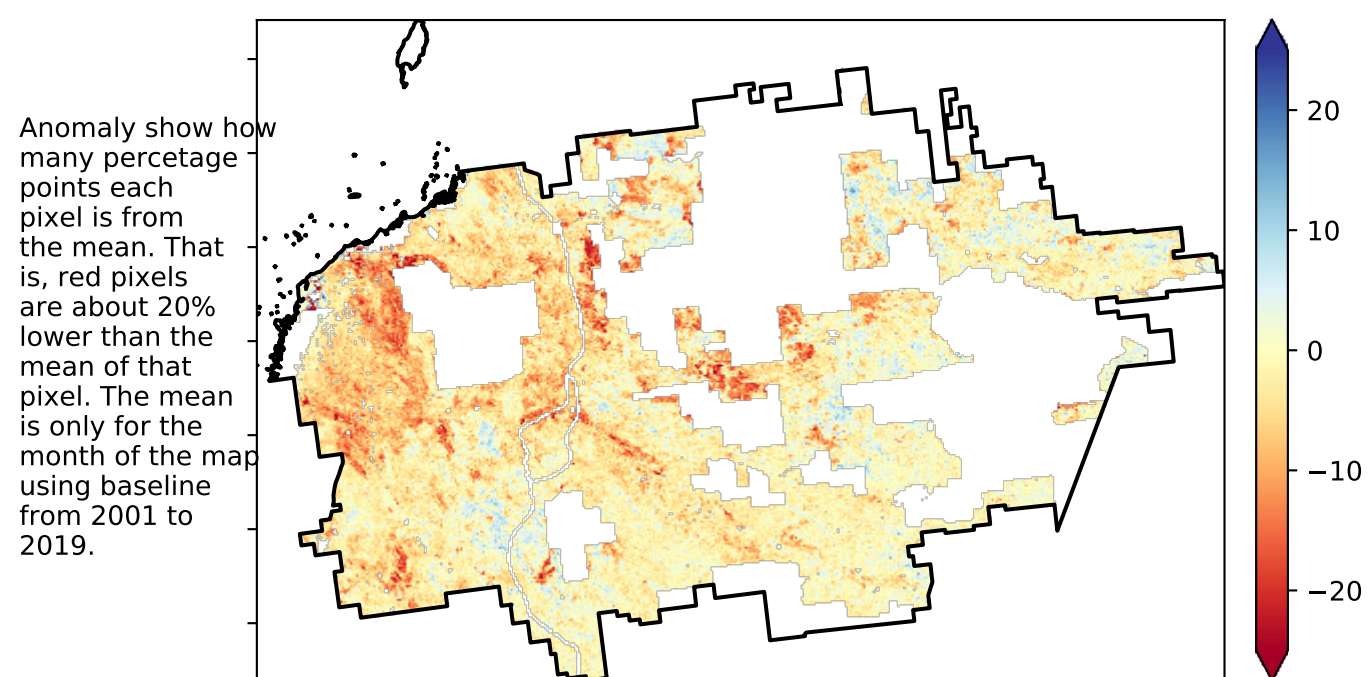 Anomaly show how
many percetage
points each
pixel is from
the mean. That
is, red pixels
are about 20%
lower than the
mean of that
pixel. The mean
is only for the
month of the map
using baseline
from 2001 to
2019.
20
10
0
−10
−20